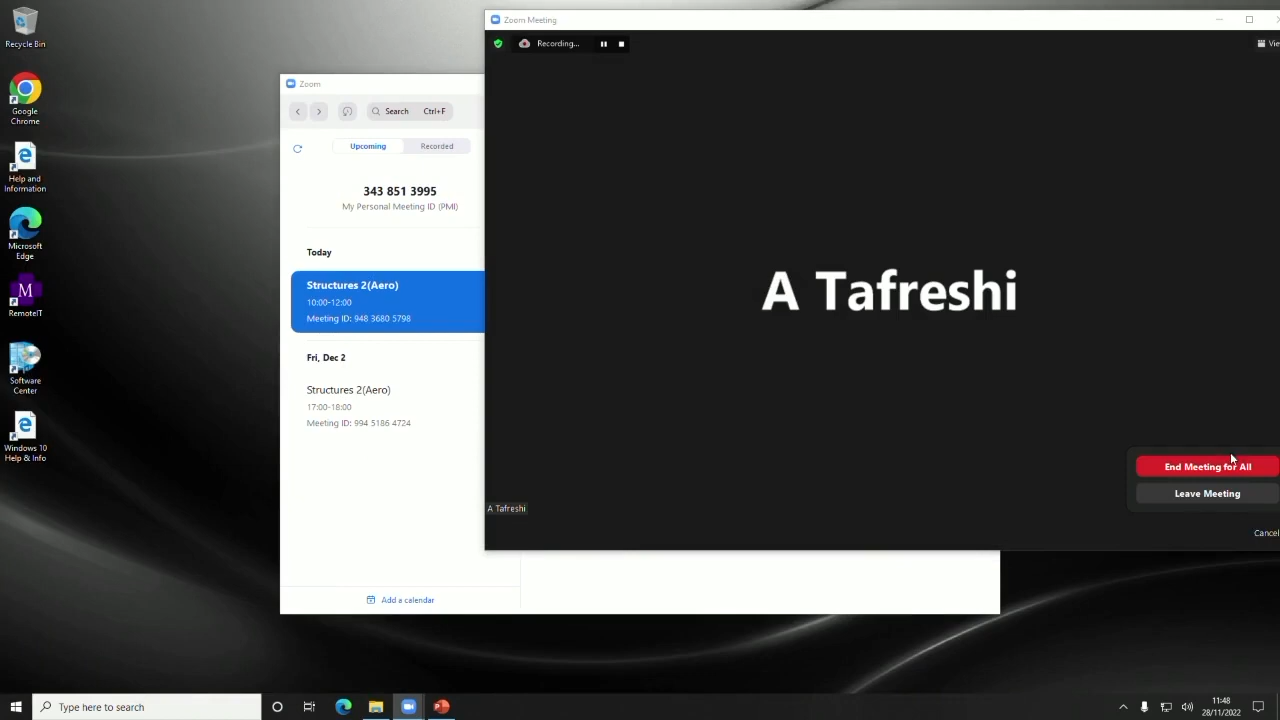 Recycle Bin
Google
Chrome
Help and
Information
Microsoft
Edge
M
RemoteIT
Software
Center
Windows 10
Help & Info
Zoom
Search Ctrl+F
Upcoming Recorded
343 851 3995
My Personal Meeting ID (PMI)
Today
Structures 2(Aero)
10:00-12:00
Meeting ID: 948 3680 5798
Fri, Dec 2
Structures 2(Aero)
17:00-18:00
Meeting ID: 994 5186 4724
Add a calendar
Zoom Meeting
Recording...
Vie
A Tafreshi
End Meeting for All
Leave Meeting
A Tafreshi
Cancel
Type here to search
11:48
28/11/2022